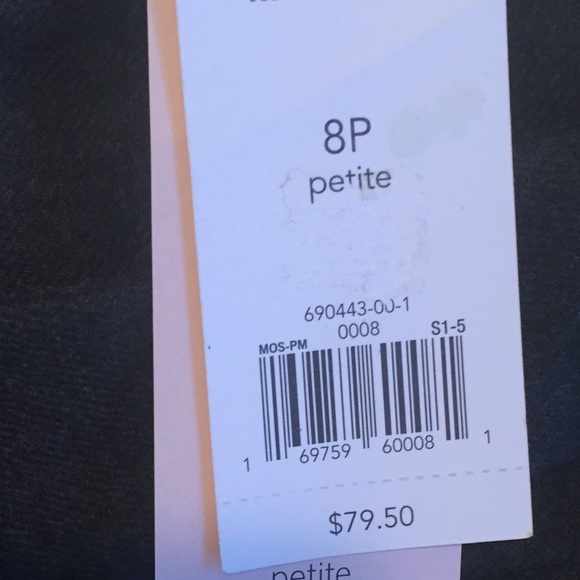 8P
petite
690443-00-1
0008
MOS-PM
S1-5
1 69759 60008 1
$79.50
petite